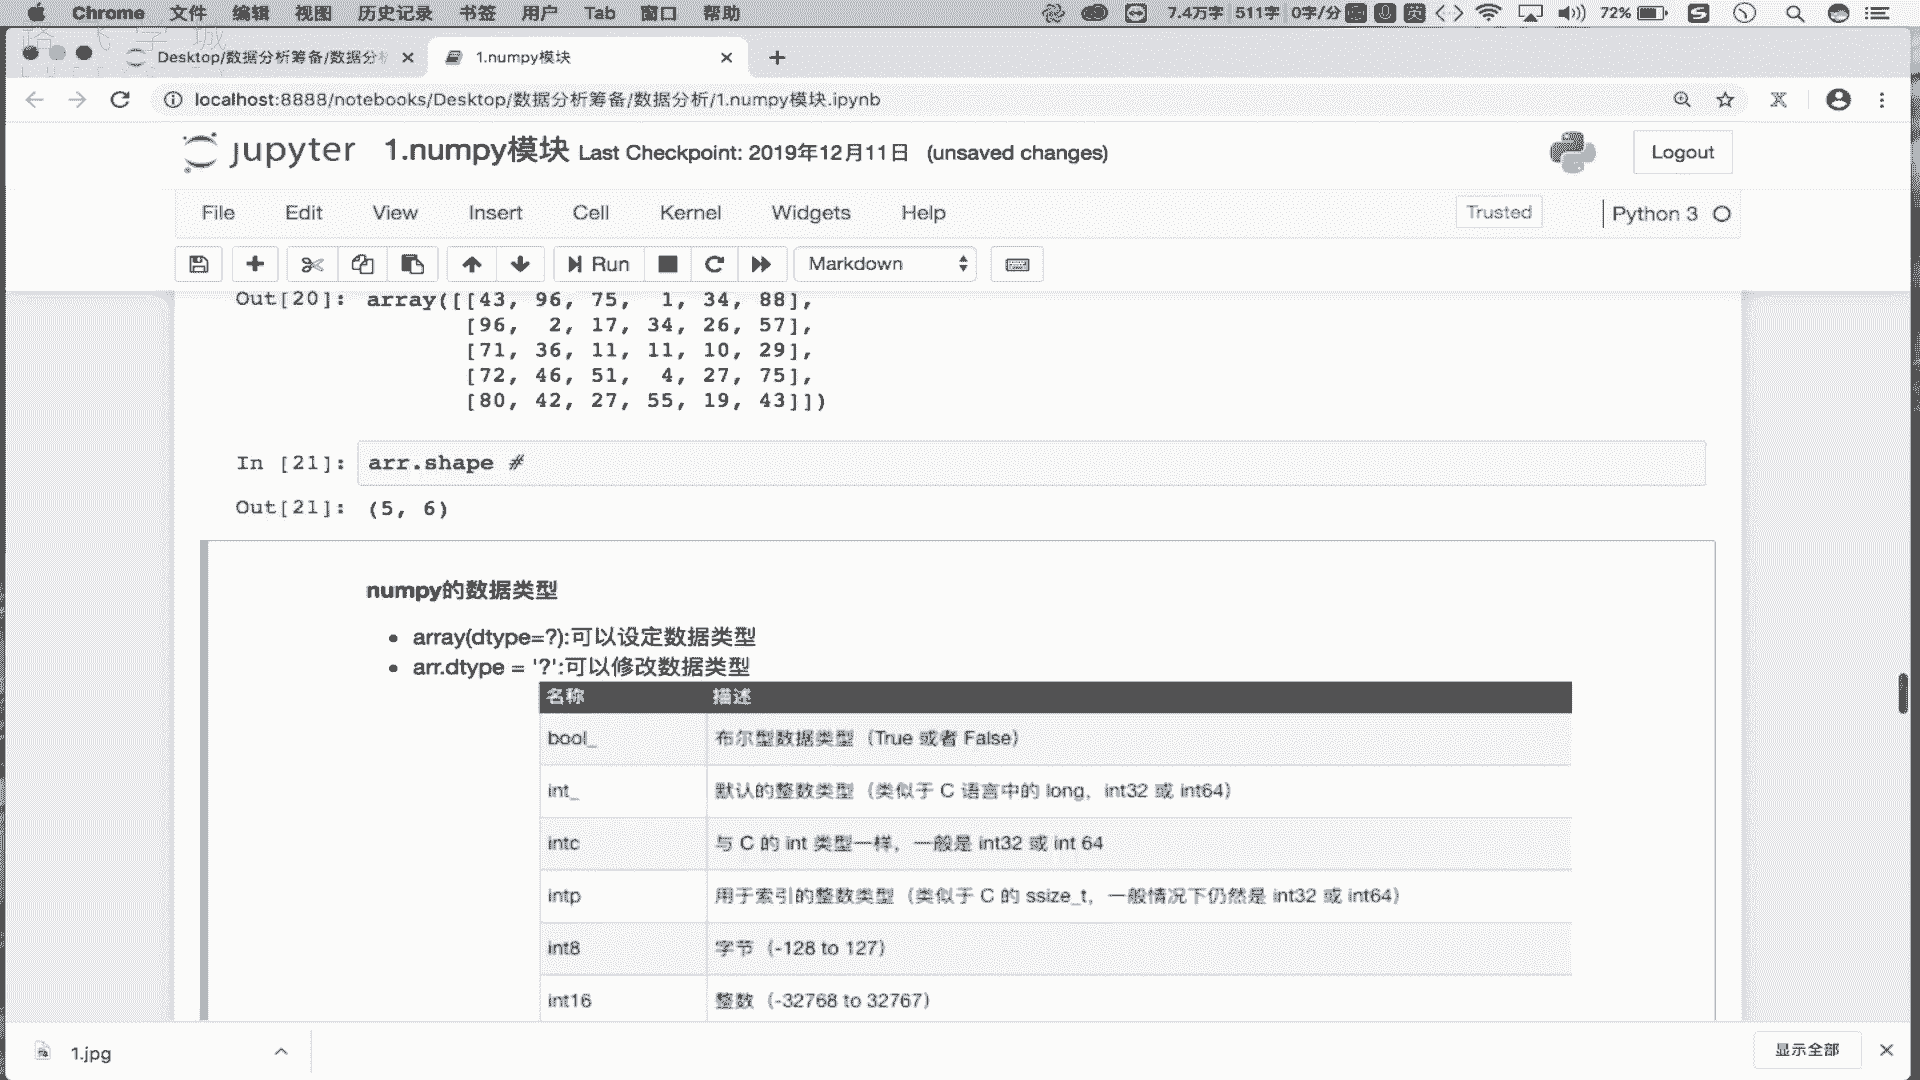 Chrome 文件 编辑 视图 历史记录 书签 用户 Tab 窗口 帮助 7.4万字 511字 0字/分 英 72%
路飞学城
Desktop/数据分析筹备/数据分析 1.numpy模块
localhost:8888/notebooks/Desktop/数据分析筹备/数据分析/1.numpy模块.ipynb
jupyter 1.numpy模块 Last Checkpoint: 2019年12月11日 (unsaved changes) Logout
File Edit View Insert Cell Kernel Widgets Help Trusted Python 3
Run Markdown
Out[20]: array([[43, 96, 75, 1, 34, 88],
[96, 2, 17, 34, 26, 57],
[71, 36, 11, 11, 10, 29],
[72, 46, 51, 4, 27, 75],
[80, 42, 27, 55, 19, 43]])
In [21]: arr.shape #
Out[21]: (5, 6)
numpy的数据类型
• array(dtype=?):可以设定数据类型
• arr.dtype = '?':可以修改数据类型
名称 描述
bool_ 布尔型数据类型（True 或者 False）
int_ 默认的整数类型（类似于 C 语言中的 long，int32 或 int64）
intc 与 C 的 int 类型一样，一般是 int32 或 int 64
intp 用于索引的整数类型（类似于 C 的 ssize_t，一般情况下仍然是 int32 或 int64）
int8 字节（-128 to 127）
int16 整数（-32768 to 32767）
1.jpg 显示全部